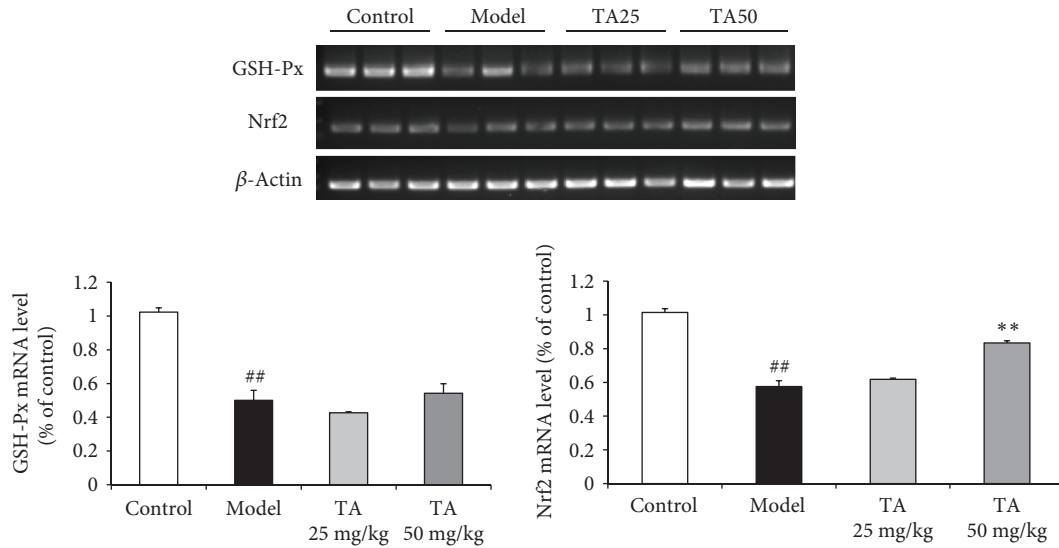 Control Model TA25 TA50
GSH-Px
Nrf2
β-Actin
GSH-Px mRNA level
(% of control)
1.2
1
0.8
0.6
0.4
0.2
0
##
Control Model TA TA
25 mg/kg 50 mg/kg
Nrf2 mRNA level (% of control)
1.2
1
0.8
0.6
0.4
0.2
0
##
**
Control Model TA TA
25 mg/kg 50 mg/kg